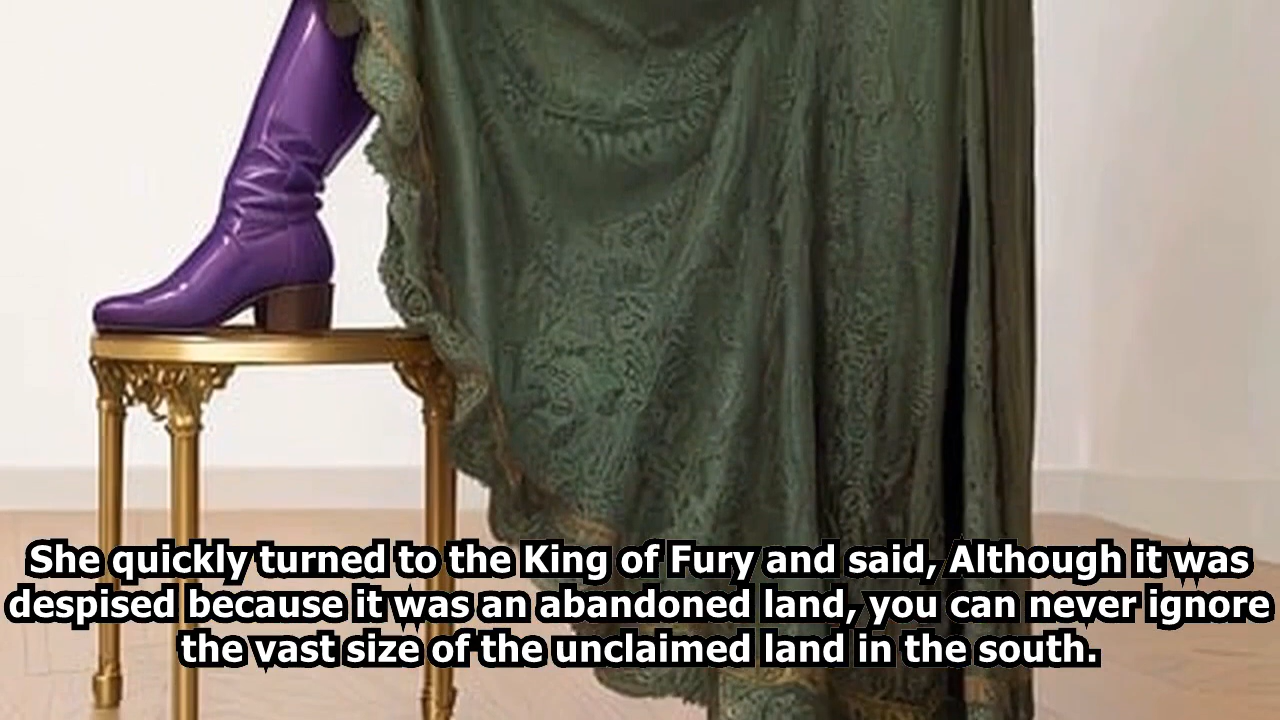 She quickly turned to the King of Fury and said, Although it was
despised because it was an abandoned land, you can never ignore
the vast size of the unclaimed land in the south.